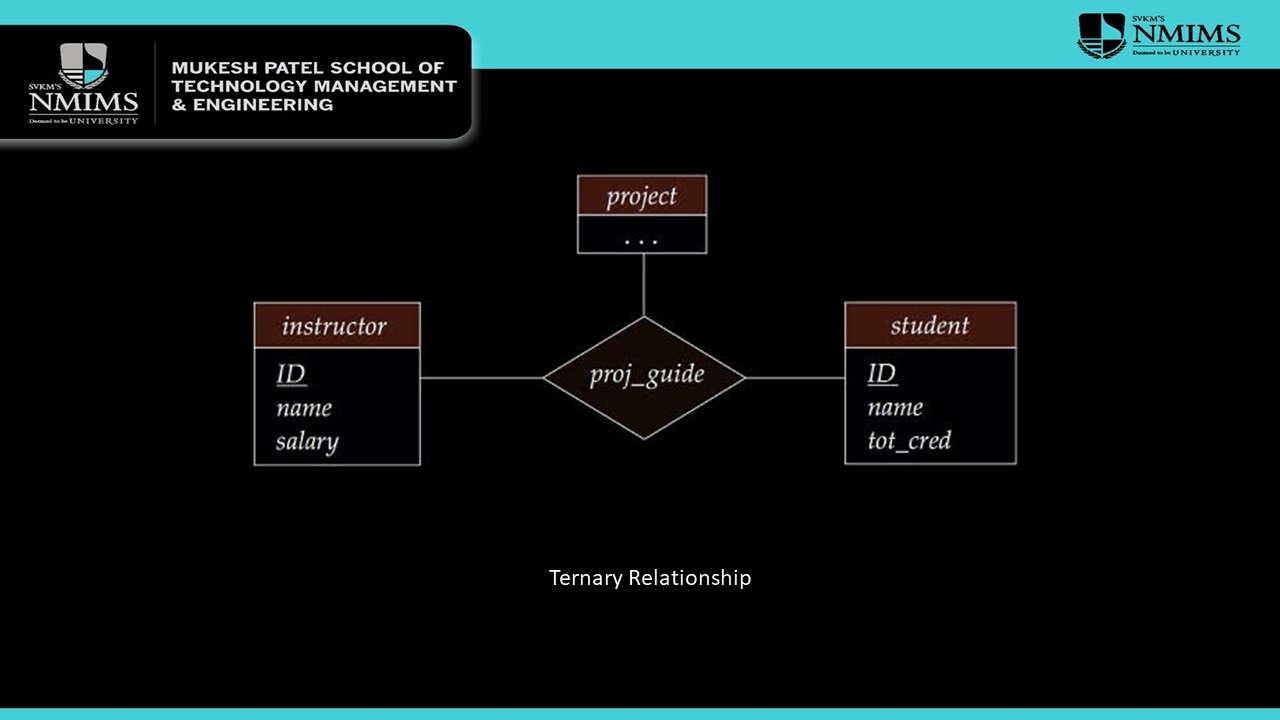 SVKM'S
NMIMS
Deemed to be UNIVERSITY
MUKESH PATEL SCHOOL OF
TECHNOLOGY MANAGEMENT
& ENGINEERING
SVKM'S
NMIMS
Deemed to be UNIVERSITY
project
...
instructor
ID
name
salary
proj_guide
student
ID
name
tot_cred
Ternary Relationship